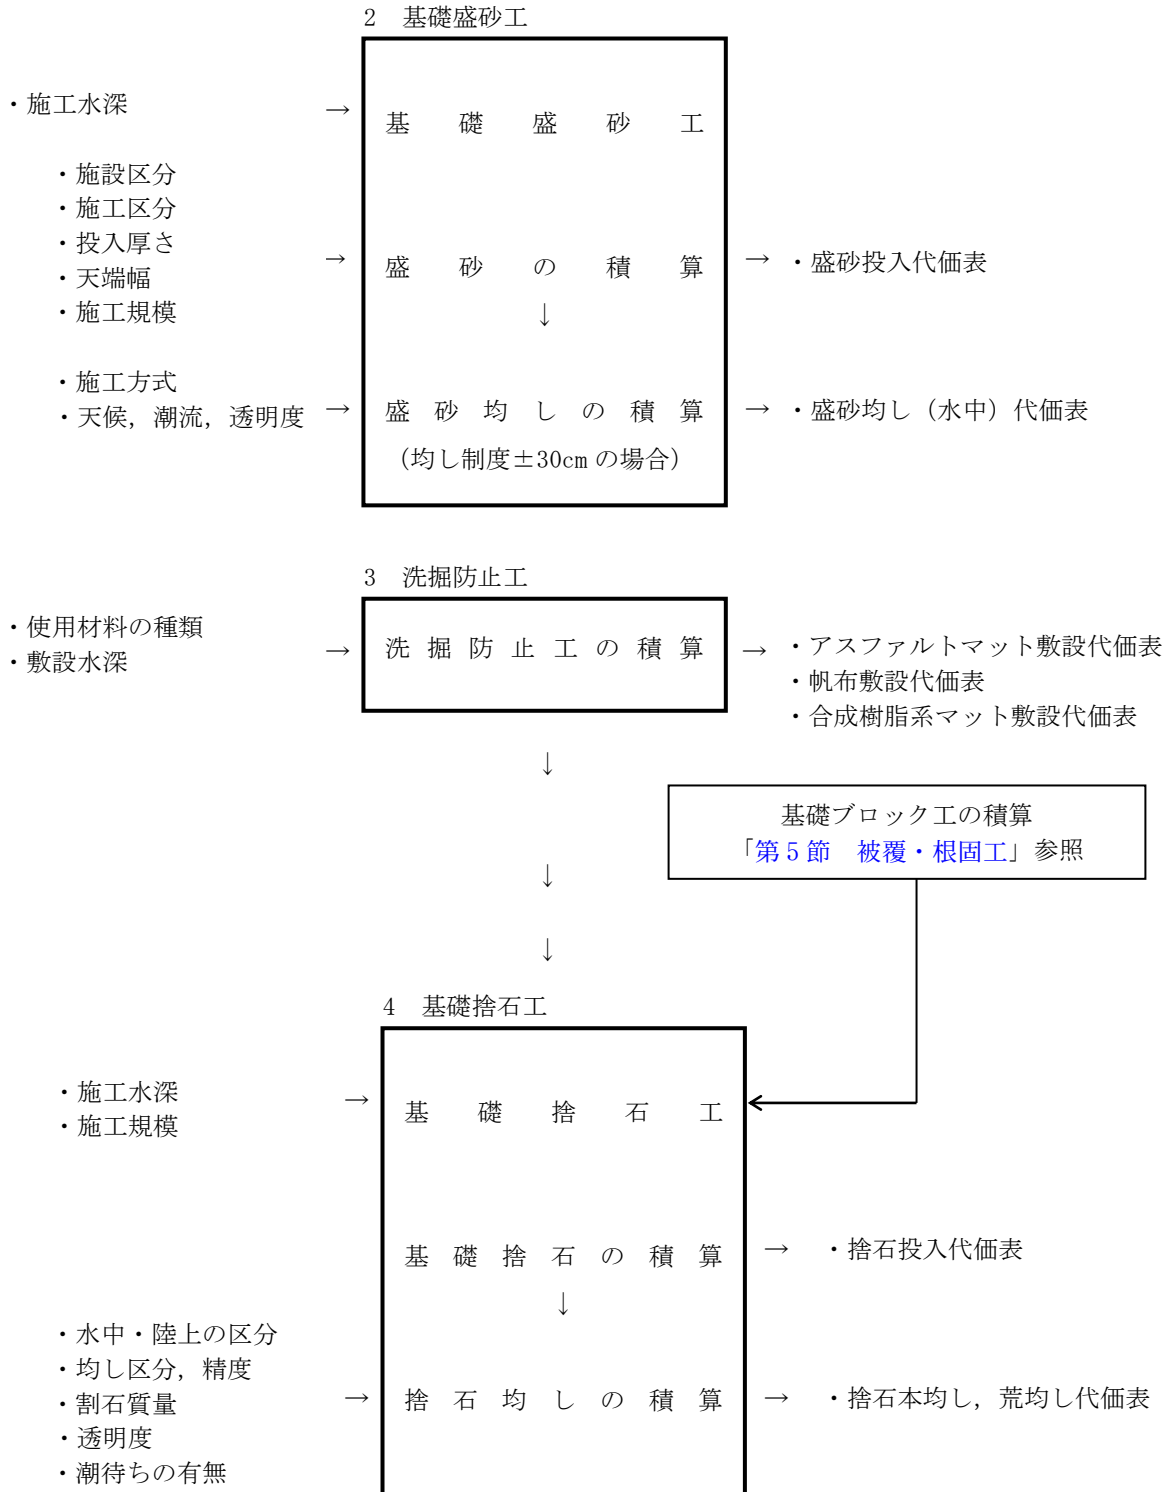 2 基礎盛砂工
・施工水深
→
基礎盛砂工
・施設区分
・施工区分
・投入厚さ
・天端幅
・施工規模
→
盛砂の積算
→
・盛砂投入代価表
↓
・施工方式
・天候，潮流，透明度
→
盛砂均しの積算
→
・盛砂均し（水中）代価表
（均し制度±30cmの場合）
3 洗掘防止工
・使用材料の種類
・敷設水深
→
洗掘防止工の積算
→
・アスファルトマット敷設代価表
・帆布敷設代価表
・合成樹脂系マット敷設代価表
↓
基礎ブロック工の積算
「第5節 被覆・根固工」参照
↓
↓
4 基礎捨石工
・施工水深
・施工規模
→
基礎捨石工
基礎捨石の積算
→
・捨石投入代価表
↓
・水中・陸上の区分
・均し区分，精度
・割石質量
・透明度
・潮待ちの有無
→
捨石均しの積算
→
・捨石本均し，荒均し代価表